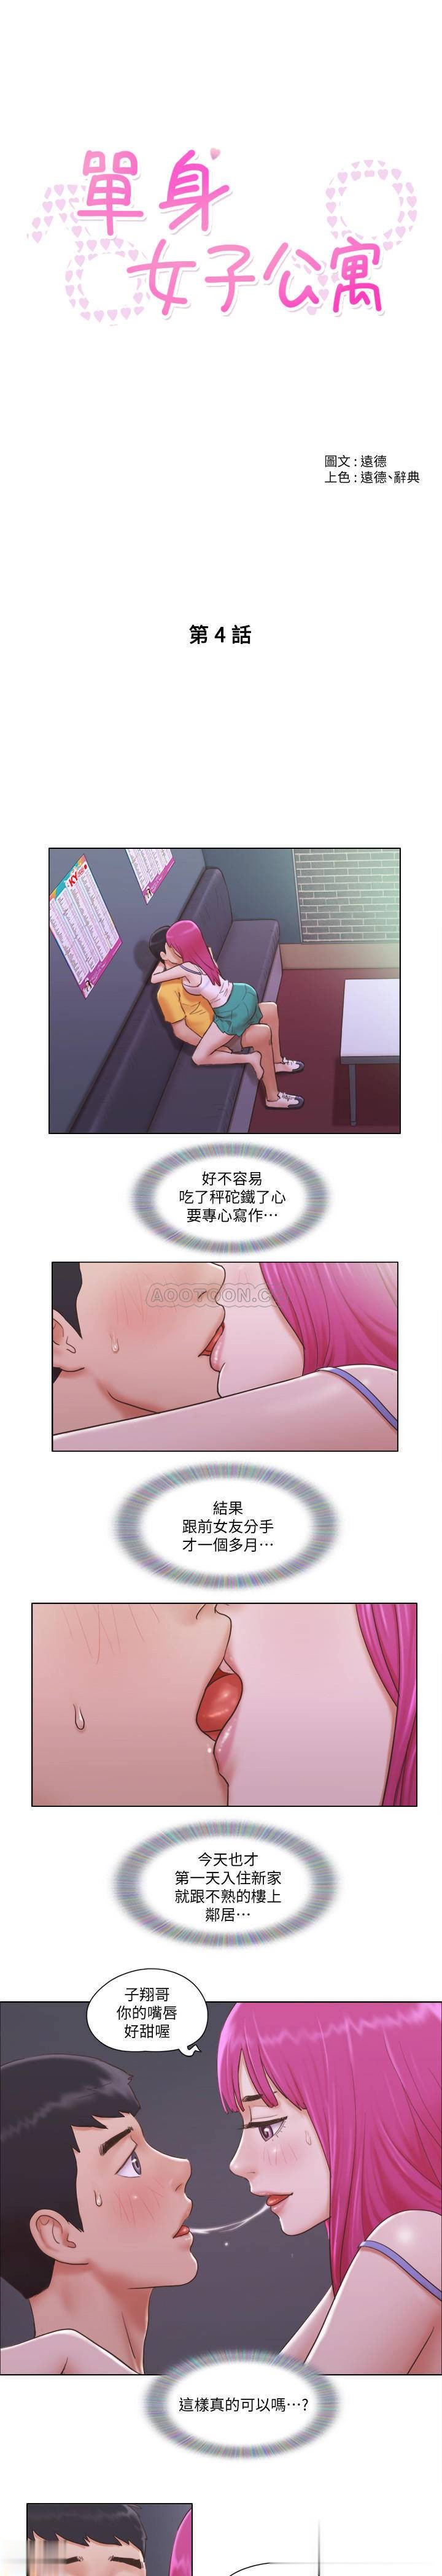 單身
女子公寓
圖文：遠德
上色：遠德、辭典
第 4 話
KY
好不容易
吃了秤砣鐵了心
要專心寫作…
結果
跟前女友分手
才一個多月…
今天也才
第一天入住新家
就跟不熟的樓上
鄰居…
子翔哥
你的嘴唇
好甜喔
這樣真的可以嗎…?